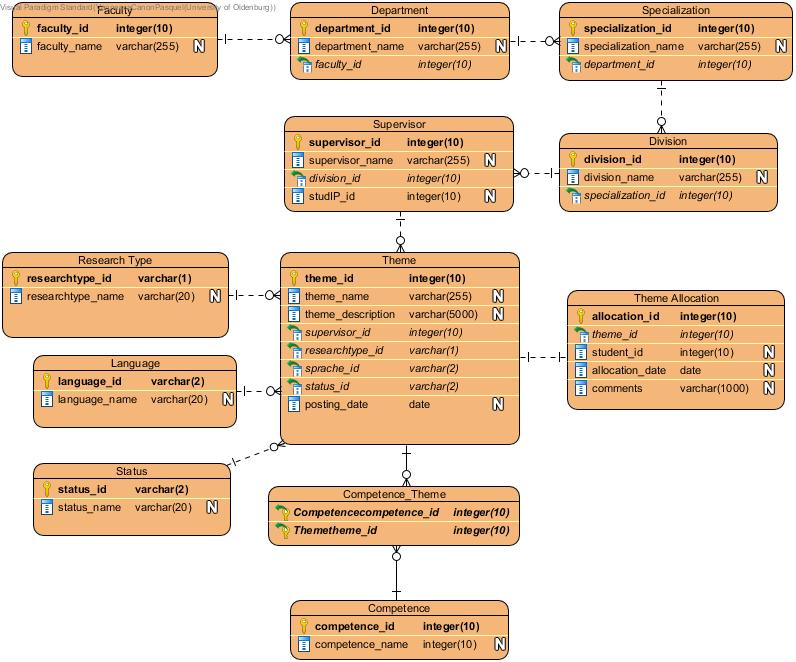 Visual Paradigm Standard(Veronica CanonPasquel(University of Oldenburg))
Faculty
faculty_id integer(10)
faculty_name varchar(255) N
Department
department_id integer(10)
department_name varchar(255) N
faculty_id integer(10)
Specialization
specialization_id integer(10)
specialization_name varchar(255) N
department_id integer(10)
Supervisor
supervisor_id integer(10)
supervisor_name varchar(255) N
division_id integer(10)
studIP_id integer(10) N
Division
division_id integer(10)
division_name varchar(255) N
specialization_id integer(10)
Research Type
researchtype_id varchar(1)
researchtype_name varchar(20) N
Theme
theme_id integer(10)
theme_name varchar(255) N
theme_description varchar(5000) N
supervisor_id integer(10)
researchtype_id varchar(1)
sprache_id varchar(2)
status_id varchar(2)
posting_date date N
Theme Allocation
allocation_id integer(10)
theme_id integer(10)
student_id integer(10) N
allocation_date date N
comments varchar(1000) N
Language
language_id varchar(2)
language_name varchar(20) N
Status
status_id varchar(2)
status_name varchar(20) N
Competence_Theme
Competencecompetence_id integer(10)
Themetheme_id integer(10)
Competence
competence_id integer(10)
competence_name integer(10) N